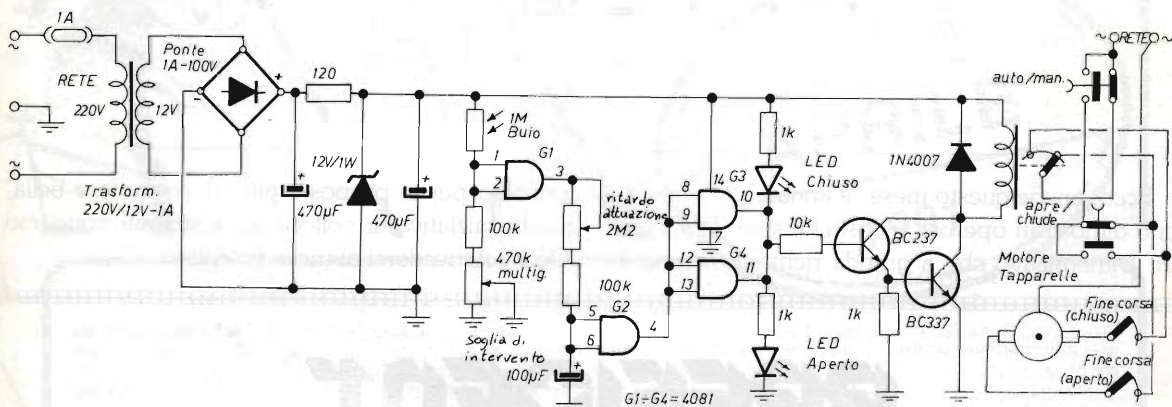 1A
RETE
220V
12V
Trasform.
220V/12V-1A
Ponte
1A-100V
+
-
120
470µF
12V/1W
470µF
1M
Buio
1
2
G1
3
100k
470k
multig.
soglia di
intervento
ritardo
attuazione
2M2
100k
5
6
G2
4
100µF
8
9
14
G3
10
7
12
13
G4
11
G1÷G4=4081
1k
LED
Chiuso
10k
1k
LED
Aperto
BC237
1k
BC337
1N4007
RETE
auto/man.
apre/
chiude
Motore
Tapparelle
Fine corsa
(chiuso)
Fine corsa
(aperto)